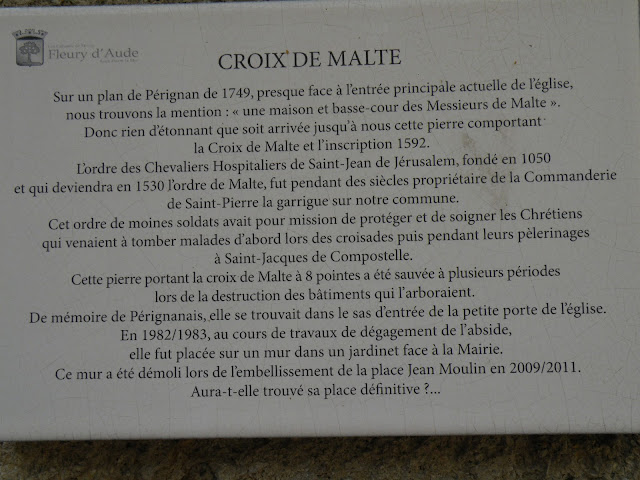 Fleury d'Aude
CROIX DE MALTE
Sur un plan de Pérignan de 1749, presque face à l'entrée principale actuelle de l'église,
nous trouvons la mention : « une maison et basse-cour des Messieurs de Malte ».
Donc rien d'étonnant que soit arrivée jusqu'à nous cette pierre comportant
la Croix de Malte et l'inscription 1592.
L'ordre des Chevaliers Hospitaliers de Saint-Jean de Jérusalem, fondé en 1050
et qui deviendra en 1530 l'ordre de Malte, fut pendant des siècles propriétaire de la Commanderie
de Saint-Pierre la garrigue sur notre commune.
Cet ordre de moines soldats avait pour mission de protéger et de soigner les Chrétiens
qui venaient à tomber malades d'abord lors des croisades puis pendant leurs pèlerinages
à Saint-Jacques de Compostelle.
Cette pierre portant la croix de Malte à 8 pointes a été sauvée à plusieurs périodes
lors de la destruction des bâtiments qui l'arboraient.
De mémoire de Pérignanais, elle se trouvait dans le sas d'entrée de la petite porte de l'église.
En 1982/1983, au cours de travaux de dégagement de l'abside,
elle fut placée sur un mur dans un jardinet face à la Mairie.
Ce mur a été démoli lors de l'embellissement de la place Jean Moulin en 2009/2011.
Aura-t-elle trouvé sa place définitive ?...